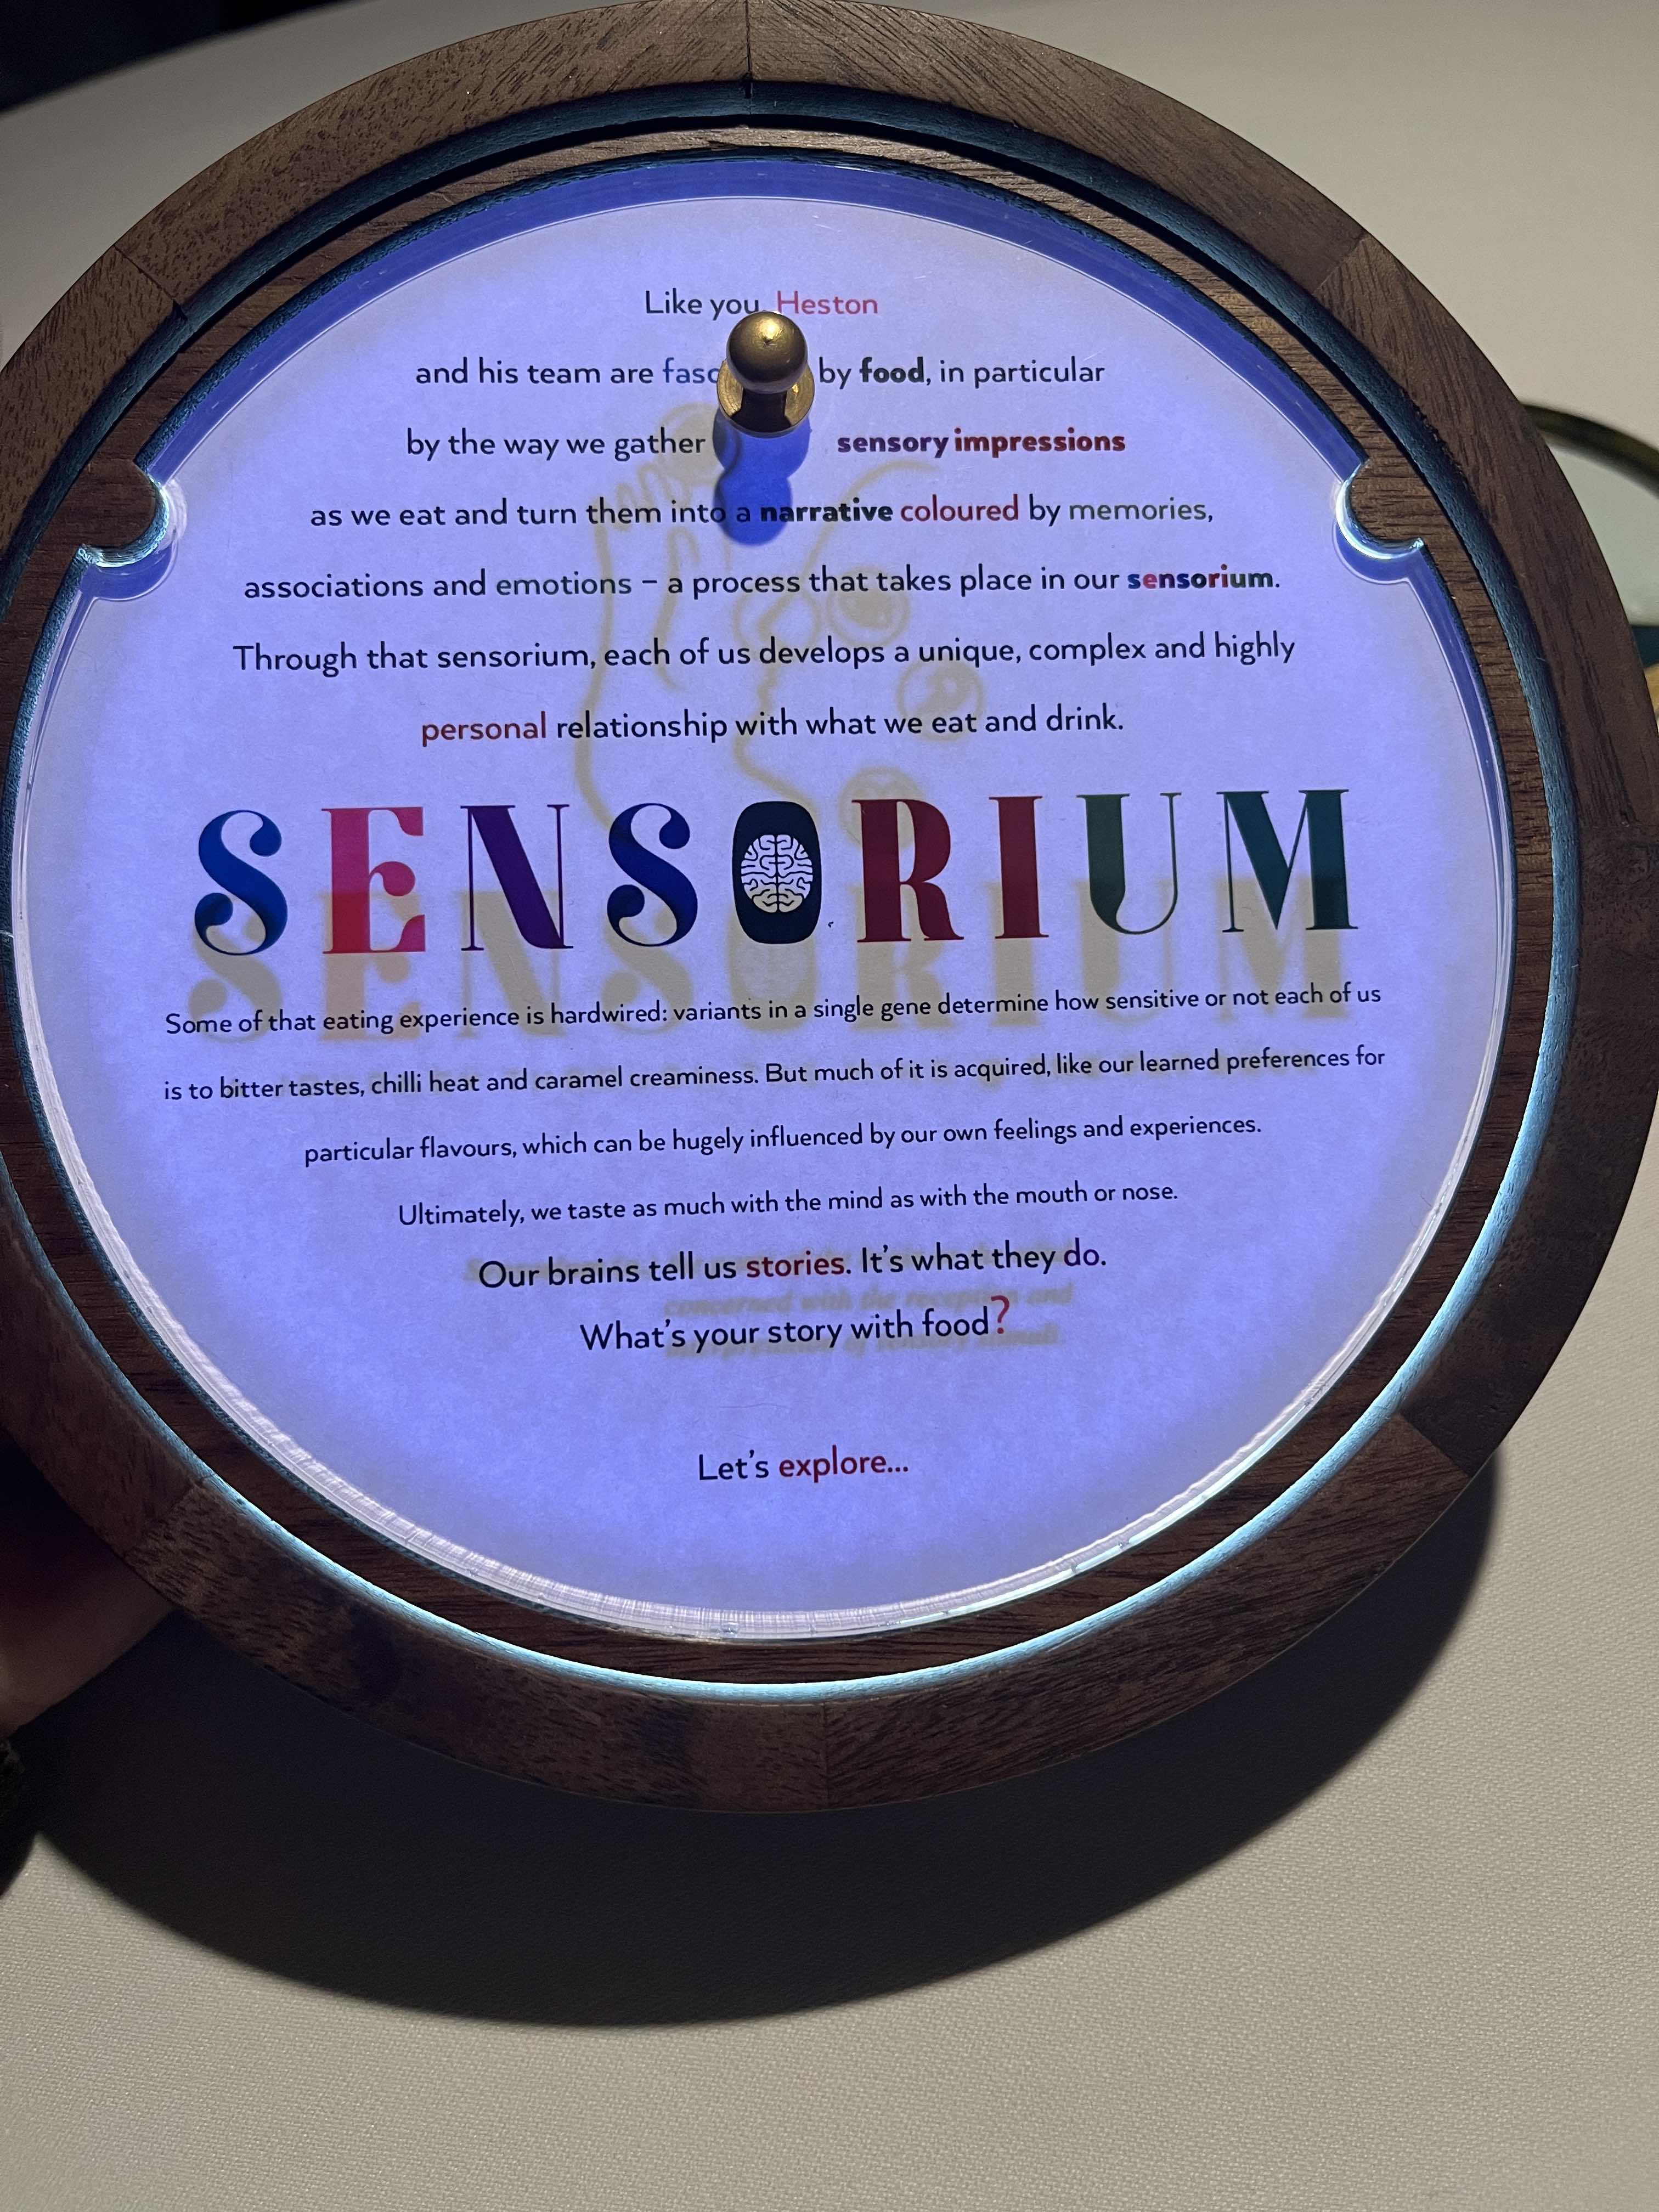 Like you, Heston
and his team are fasc by food, in particular
by the way we gather sensory impressions
as we eat and turn them into a narrative coloured by memories,
associations and emotions – a process that takes place in our sensorium.
Through that sensorium, each of us develops a unique, complex and highly
personal relationship with what we eat and drink.
SENSORIUM
Some of that eating experience is hardwired: variants in a single gene determine how sensitive or not each of us
is to bitter tastes, chilli heat and caramel creaminess. But much of it is acquired, like our learned preferences for
particular flavours, which can be hugely influenced by our own feelings and experiences.
Ultimately, we taste as much with the mind as with the mouth or nose.
Our brains tell us stories. It's what they do.
What's your story with food?
Let's explore...